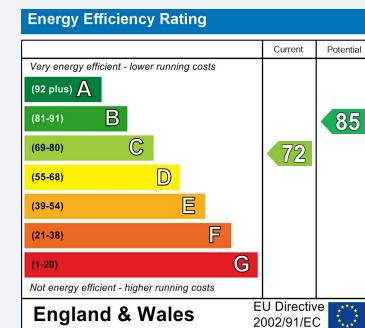 Energy Efficiency Rating
Current Potential
Very energy efficient - lower running costs
(92 plus) A
(81-91) B
85
(69-80) C
72
(55-68) D
(39-54) E
(21-38) F
(1-20) G
Not energy efficient - higher running costs
England & Wales
EU Directive
2002/91/EC